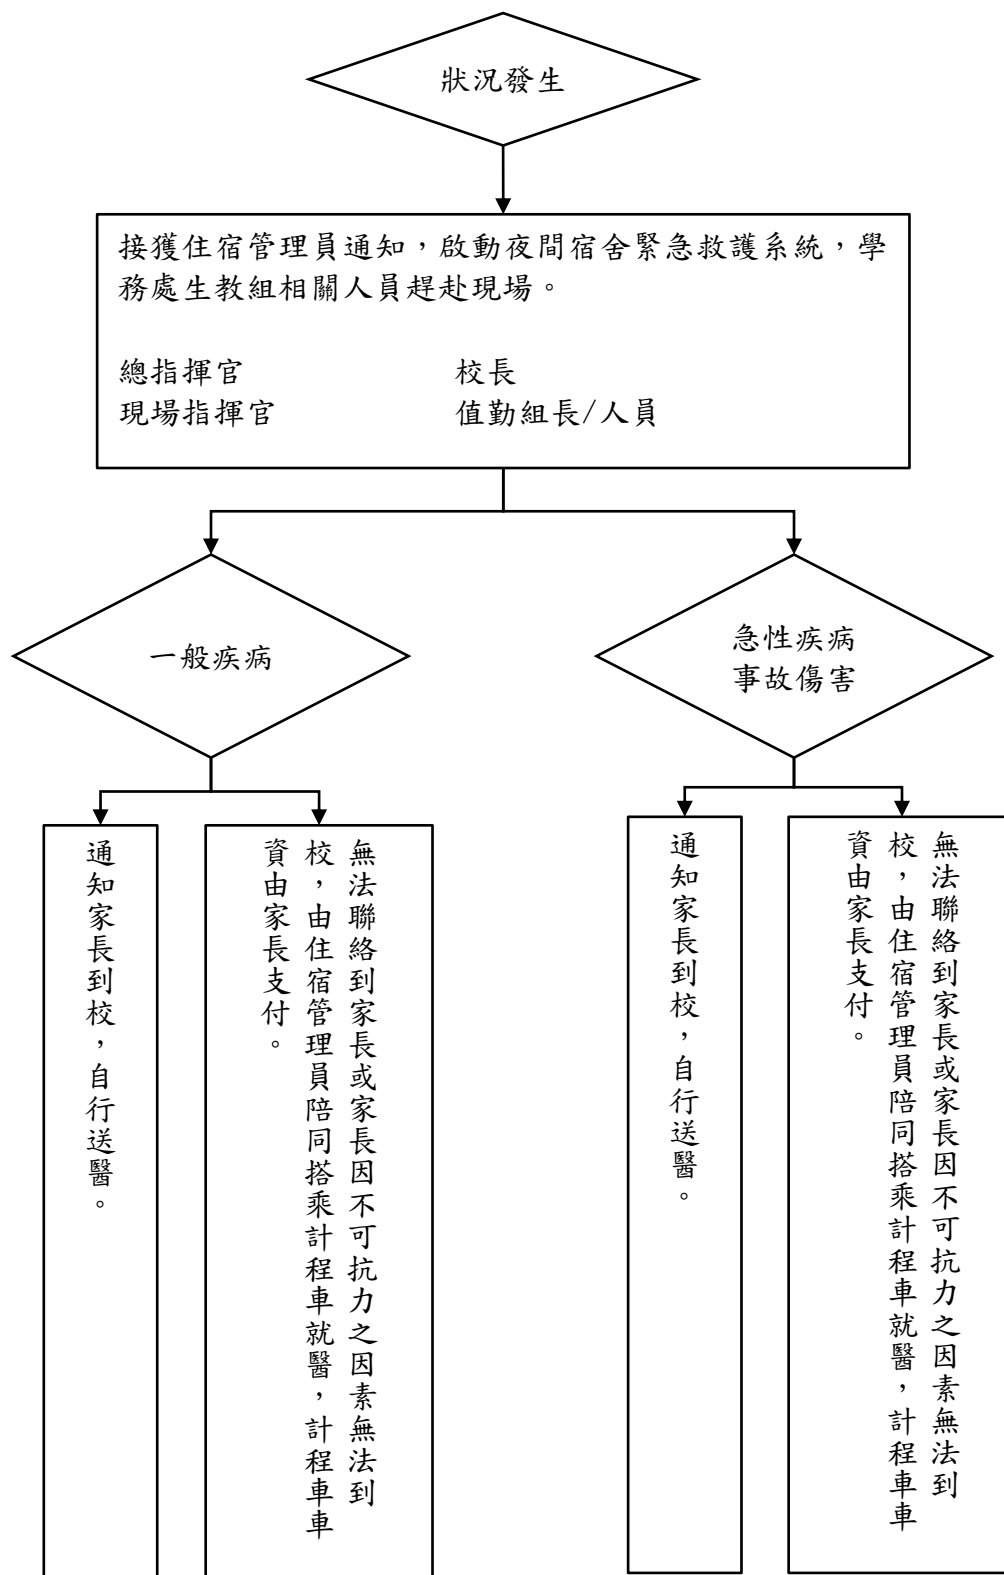 狀況發生
接獲住宿管理員通知，啟動夜間宿舍緊急救護系統，學
務處生教組相關人員趕赴現場。
總指揮官 校長
現場指揮官 值勤組長/人員
一般疾病
急性疾病
事故傷害
通知家長到校，自行送醫。
無法聯絡到家長或家長因不可抗力之因素無法到
校，由住宿管理員陪同搭乘計程車就醫，計程車車
資由家長支付。
通知家長到校，自行送醫。
無法聯絡到家長或家長因不可抗力之因素無法到
校，由住宿管理員陪同搭乘計程車就醫，計程車車
資由家長支付。